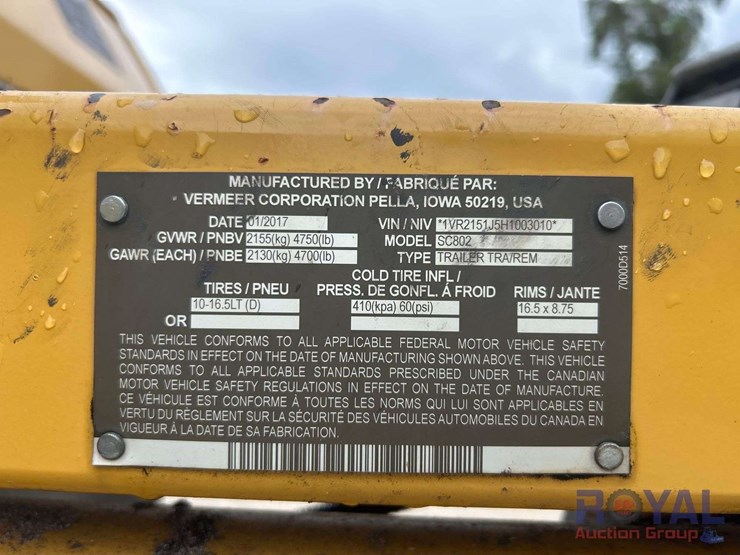 MANUFACTURED BY / FABRIQUÉ PAR:
VERMEER CORPORATION PELLA, IOWA 50219, USA
DATE 01/2017 VIN / NIV *1VR2151J5H1003010*
GVWR / PNBV 2155(kg) 4750(lb) MODEL SC802
GAWR (EACH) / PNBE 2130(kg) 4700(lb) TYPE TRAILER TRA/REM
COLD TIRE INFL /
TIRES / PNEU PRESS. DE GONFL. À FROID RIMS / JANTE
10-16.5LT (D) 410(kpa) 60(psi) 16.5 x 8.75
OR
THIS VEHICLE CONFORMS TO ALL APPLICABLE FEDERAL MOTOR VEHICLE SAFETY
STANDARDS IN EFFECT ON THE DATE OF MANUFACTURING SHOWN ABOVE. THIS VEHICLE
CONFORMS TO ALL APPLICABLE STANDARDS PRESCRIBED UNDER THE CANADIAN
MOTOR VEHICLE SAFETY REGULATIONS IN EFFECT ON THE DATE OF MANUFACTURE.
CE VÉHICULE EST CONFORME À TOUTES LES NORMS QUI LUI SONT APPLICABLES EN
VERTU DU RÈGLEMENT SUR LA SÉCURITÉ DES VÉHICULES AUTOMOBILES DU CANADA EN
VIGUEUR À LA DATE DE SA FABRICATION.
7000D514
ROYAL
Auction Group